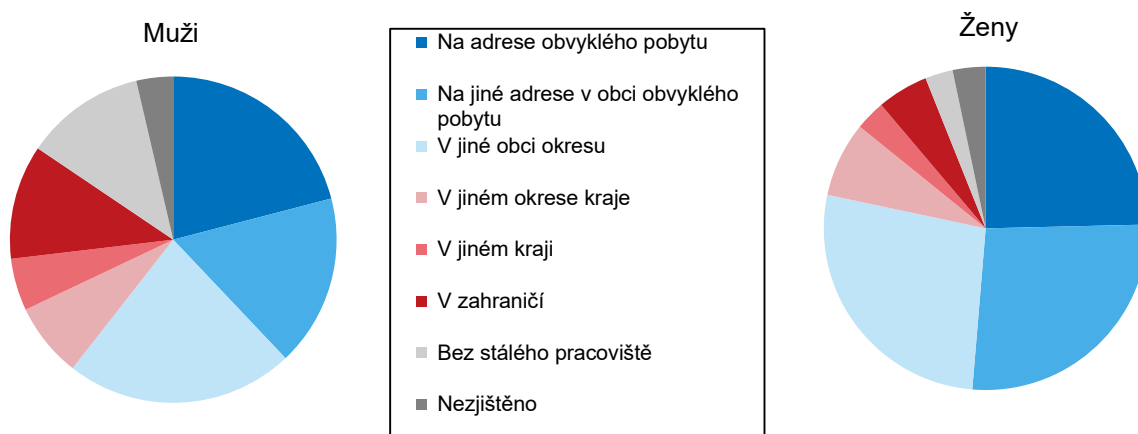 Muži
Na adrese obvyklého pobytu
Na jiné adrese v obci obvyklého
pobytu
V jiné obci okresu
V jiném okrese kraje
V jiném kraji
V zahraničí
Bez stálého pracoviště
Nezjištěno
Ženy